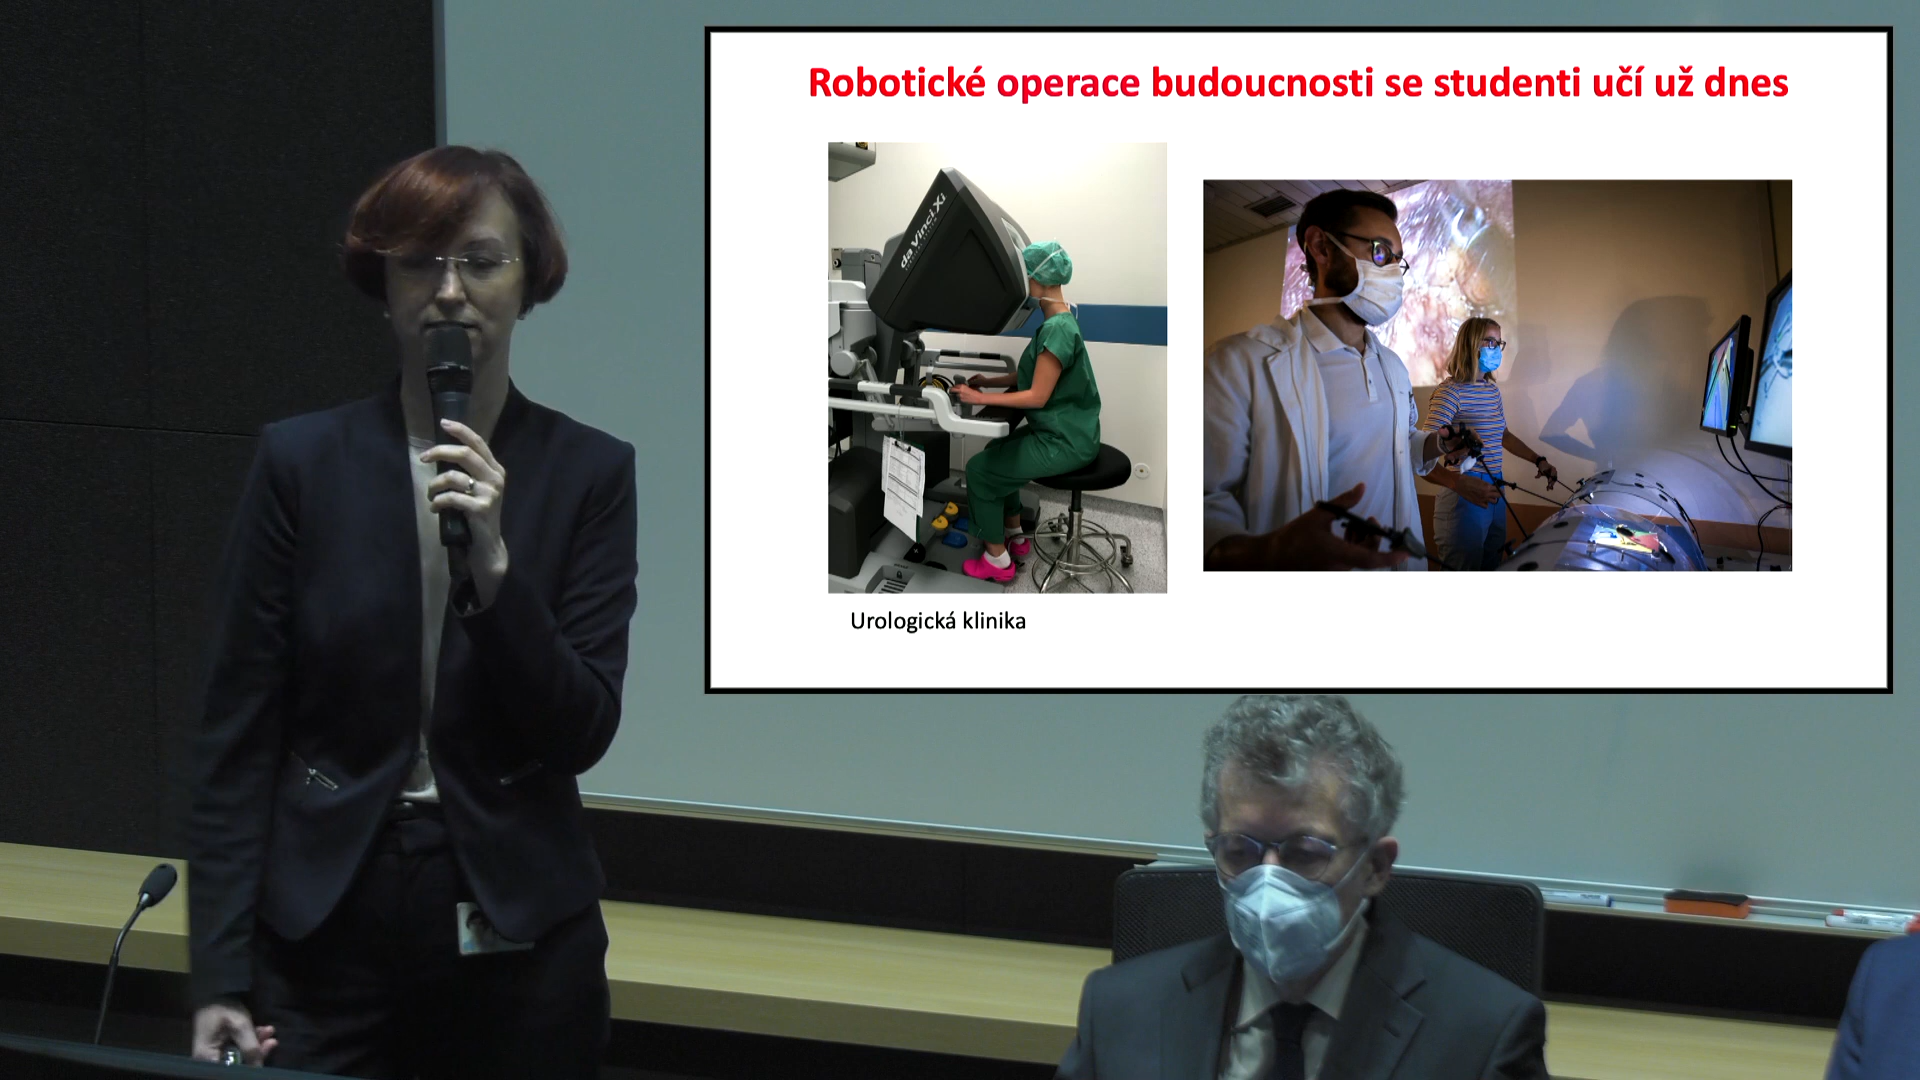 Robotické operace budoucnosti se studenti učí už dnes
da Vinci Xi
Urologická klinika